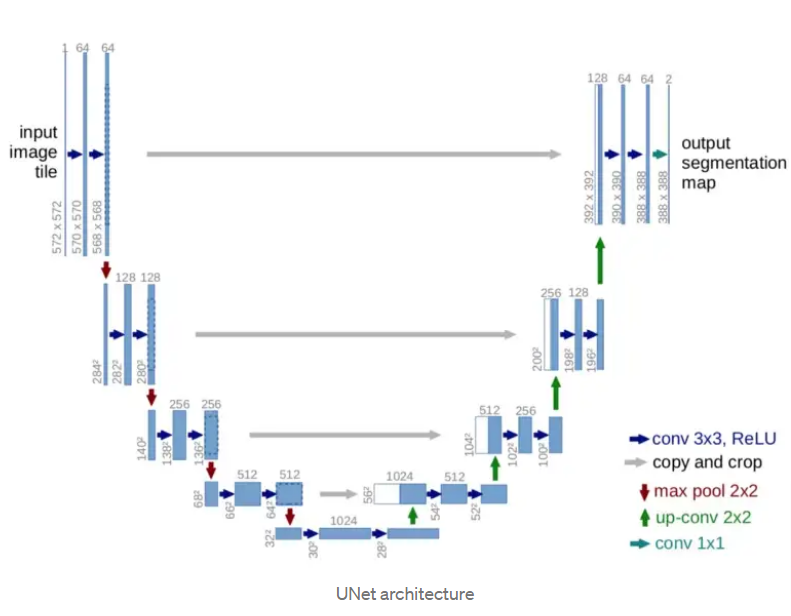 1 64 64
input
image
tile
572 x 572
570 x 570
568 x 568
128 64 64 2
output
segmentation
map
392 x 392
390 x 390
388 x 388
388 x 388
128 128
284²
282²
280²
256 128
200²
198²
196²
256 256
140²
138²
136²
512 256
104²
102²
100²
512 512
68²
66²
64²
1024 512
56²
54²
52²
1024
32²
30²
28²
conv 3x3, ReLU
copy and crop
max pool 2x2
up-conv 2x2
conv 1x1
UNet architecture